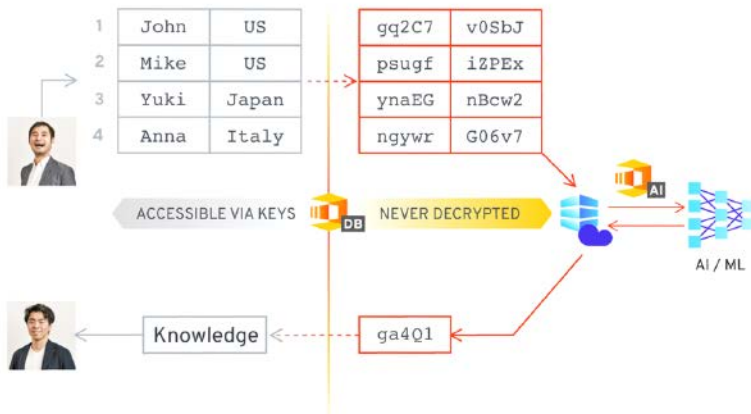 1 John US gq2C7 v0SbJ
2 Mike US psugf iZPEx
3 Yuki Japan ynaEG nBcw2
4 Anna Italy ngywr G06v7
AI
ACCESSIBLE VIA KEYS DB NEVER DECRYPTED
AI / ML
Knowledge ga4Q1